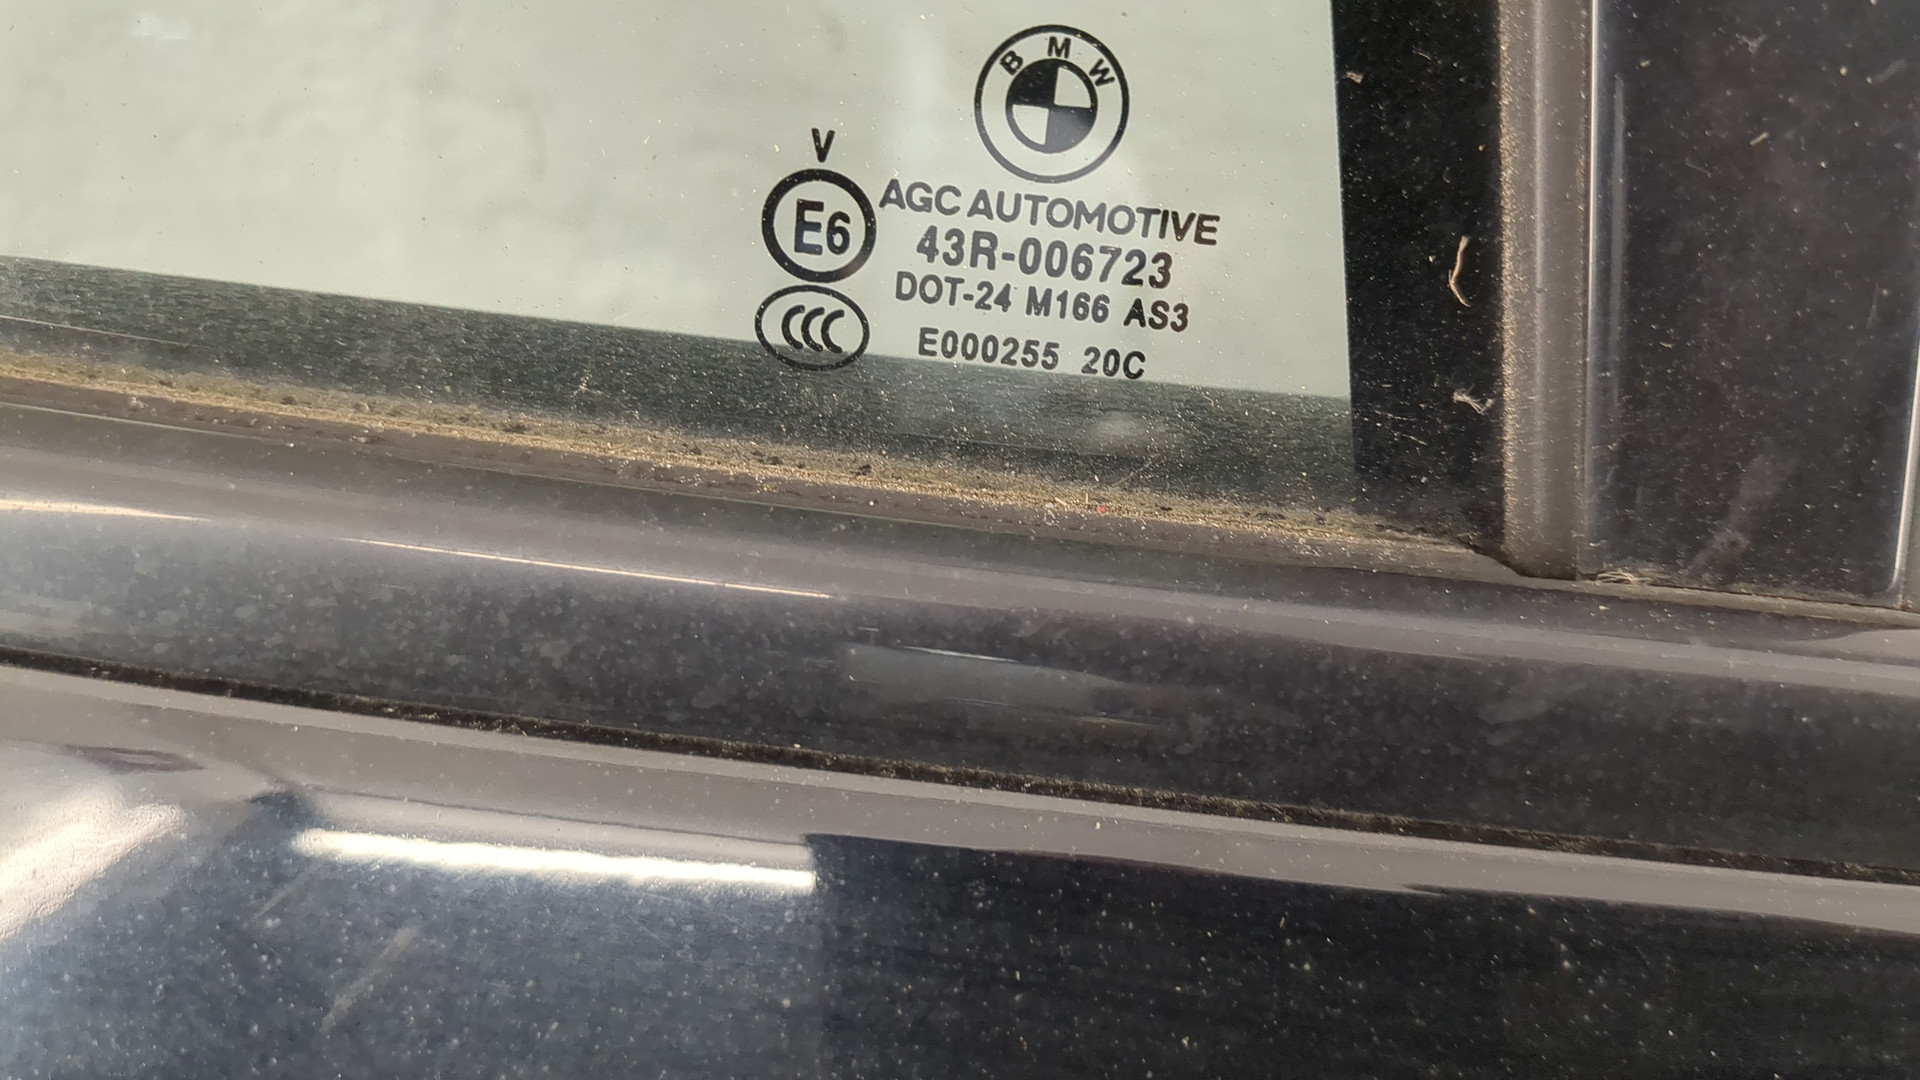 BMW
V
E6
AGC AUTOMOTIVE
43R-006723
DOT-24 M166 AS3
CCC
E000255 20C